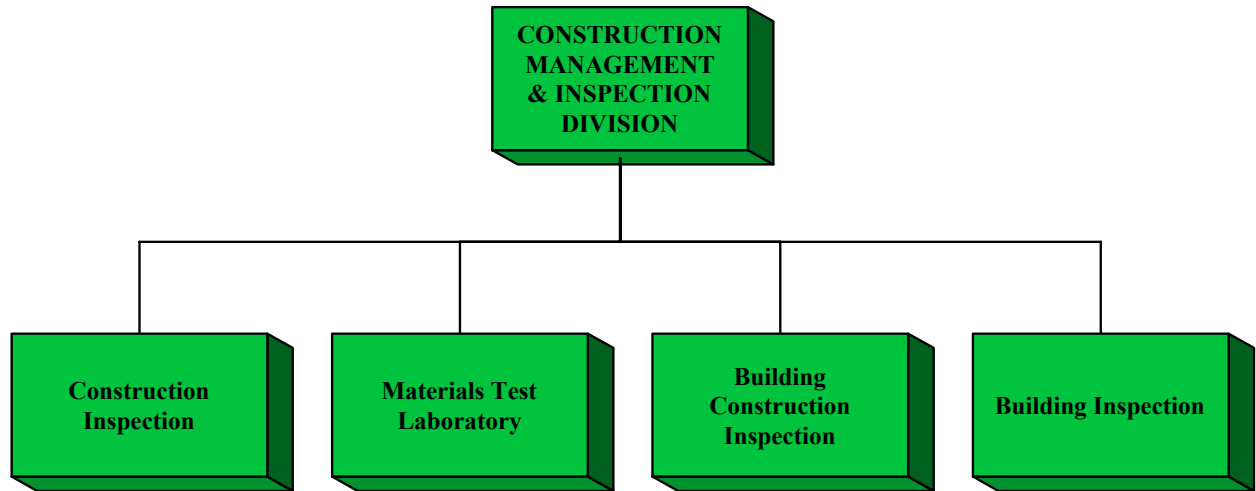 CONSTRUCTION
MANAGEMENT
& INSPECTION
DIVISION
Construction
Inspection
Materials Test
Laboratory
Building
Construction
Inspection
Building Inspection